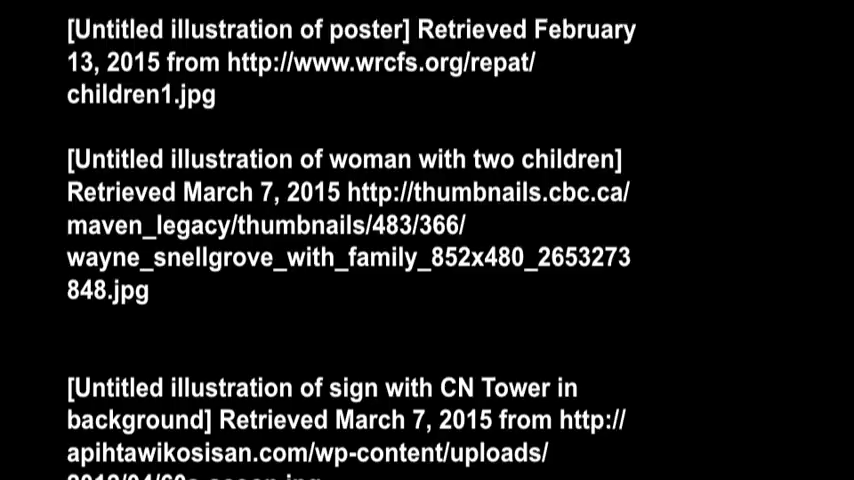 [Untitled illustration of poster] Retrieved February
13, 2015 from http://www.wrcfs.org/repat/
children1.jpg
[Untitled illustration of woman with two children]
Retrieved March 7, 2015 http://thumbnails.cbc.ca/
maven_legacy/thumbnails/483/366/
wayne_snellgrove_with_family_852x480_2653273
848.jpg
[Untitled illustration of sign with CN Tower in
background] Retrieved March 7, 2015 from http://
apihtawikosisan.com/wp-content/uploads/